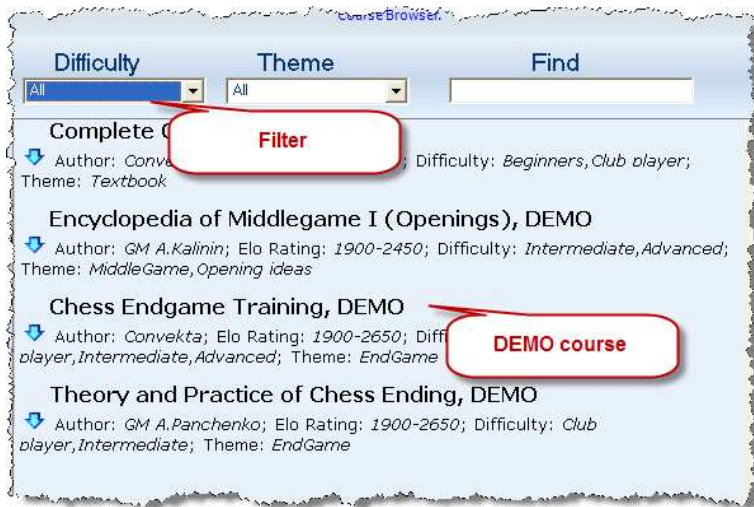 Course Browser.
Difficulty Theme Find
All All
Complete
Filter
Author: ; Difficulty: Beginners,Club player;
Theme: Textbook
Encyclopedia of Middlegame I (Openings), DEMO
Author: GM A.Kalinin; Elo Rating: 1900-2450; Difficulty: Intermediate,Advanced;
Theme: MiddleGame,Opening ideas
Chess Endgame Training, DEMO
Author: Convekta; Elo Rating: 1900-2650;
DEMO course
player,Intermediate,Advanced; Theme: EndGame
Theory and Practice of Chess Ending, DEMO
Author: GM A.Panchenko; Elo Rating: 1900-2650; Difficulty: Club
player,Intermediate; Theme: EndGame